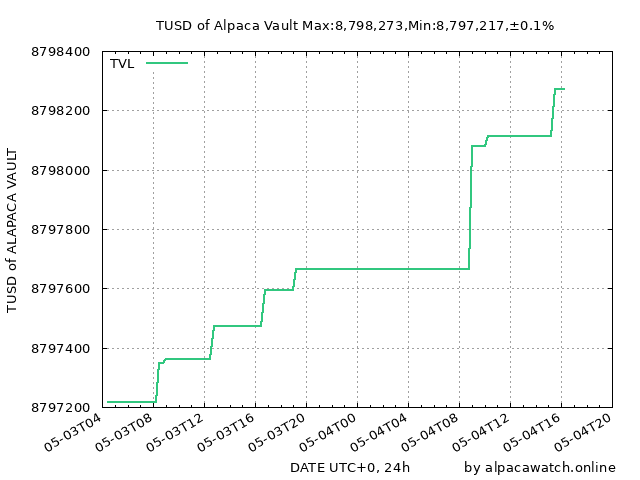 TUSD of Alpaca Vault Max:8,798,273,Min:8,797,217,±0.1%
TVL
8798400
8798200
8798000
8797800
8797600
8797400
8797200
TUSD of ALAPACA VAULT
05-03T04
05-03T08
05-03T12
05-03T16
05-03T20
05-04T00
05-04T04
05-04T08
05-04T12
05-04T16
05-04T20
DATE UTC+0, 24h
by alpacawatch.online